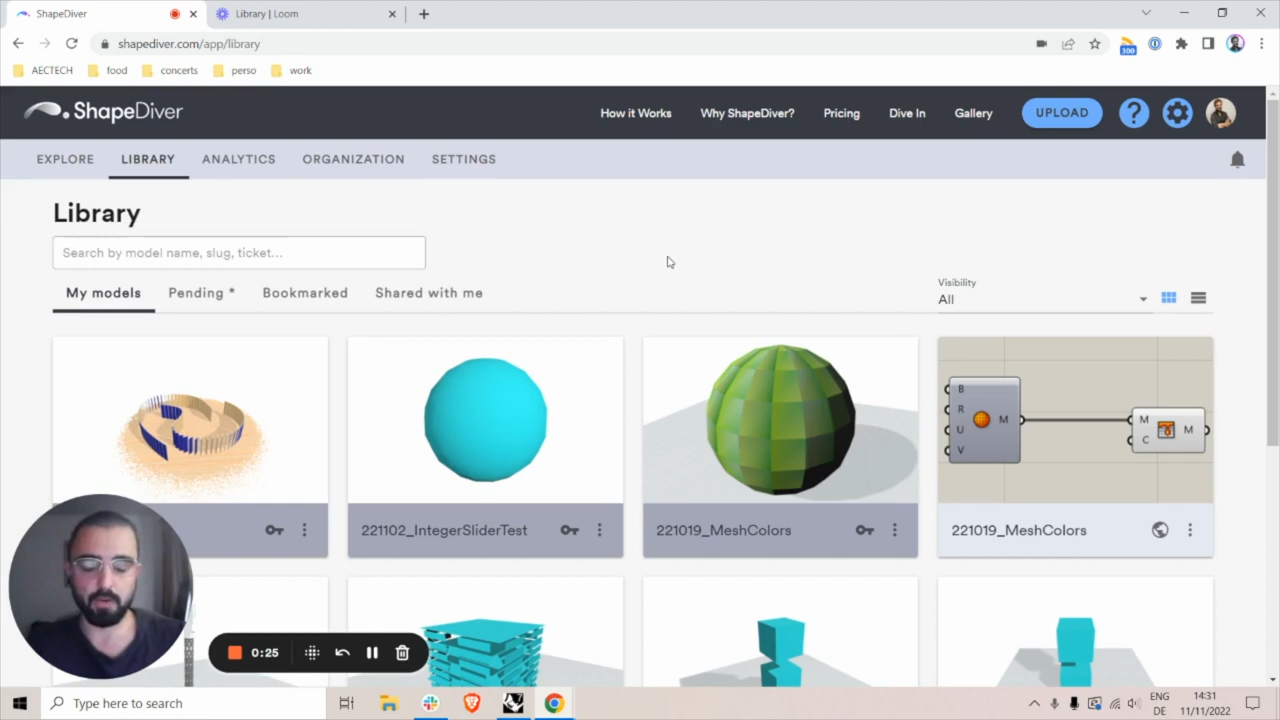 ShapeDiver
Library | Loom
shapediver.com/app/library
300
AECTECH
food
concerts
perso
work
ShapeDiver
How it Works
Why ShapeDiver?
Pricing
Dive In
Gallery
UPLOAD
?
EXPLORE
LIBRARY
ANALYTICS
ORGANIZATION
SETTINGS
Library
Search by model name, slug, ticket...
My models
Pending *
Bookmarked
Shared with me
Visibility
All
B
R
U
V
M
M
C
M
221102_IntegerSliderTest
221019_MeshColors
221019_MeshColors
0:25
Type here to search
ENG
DE
14:31
11/11/2022